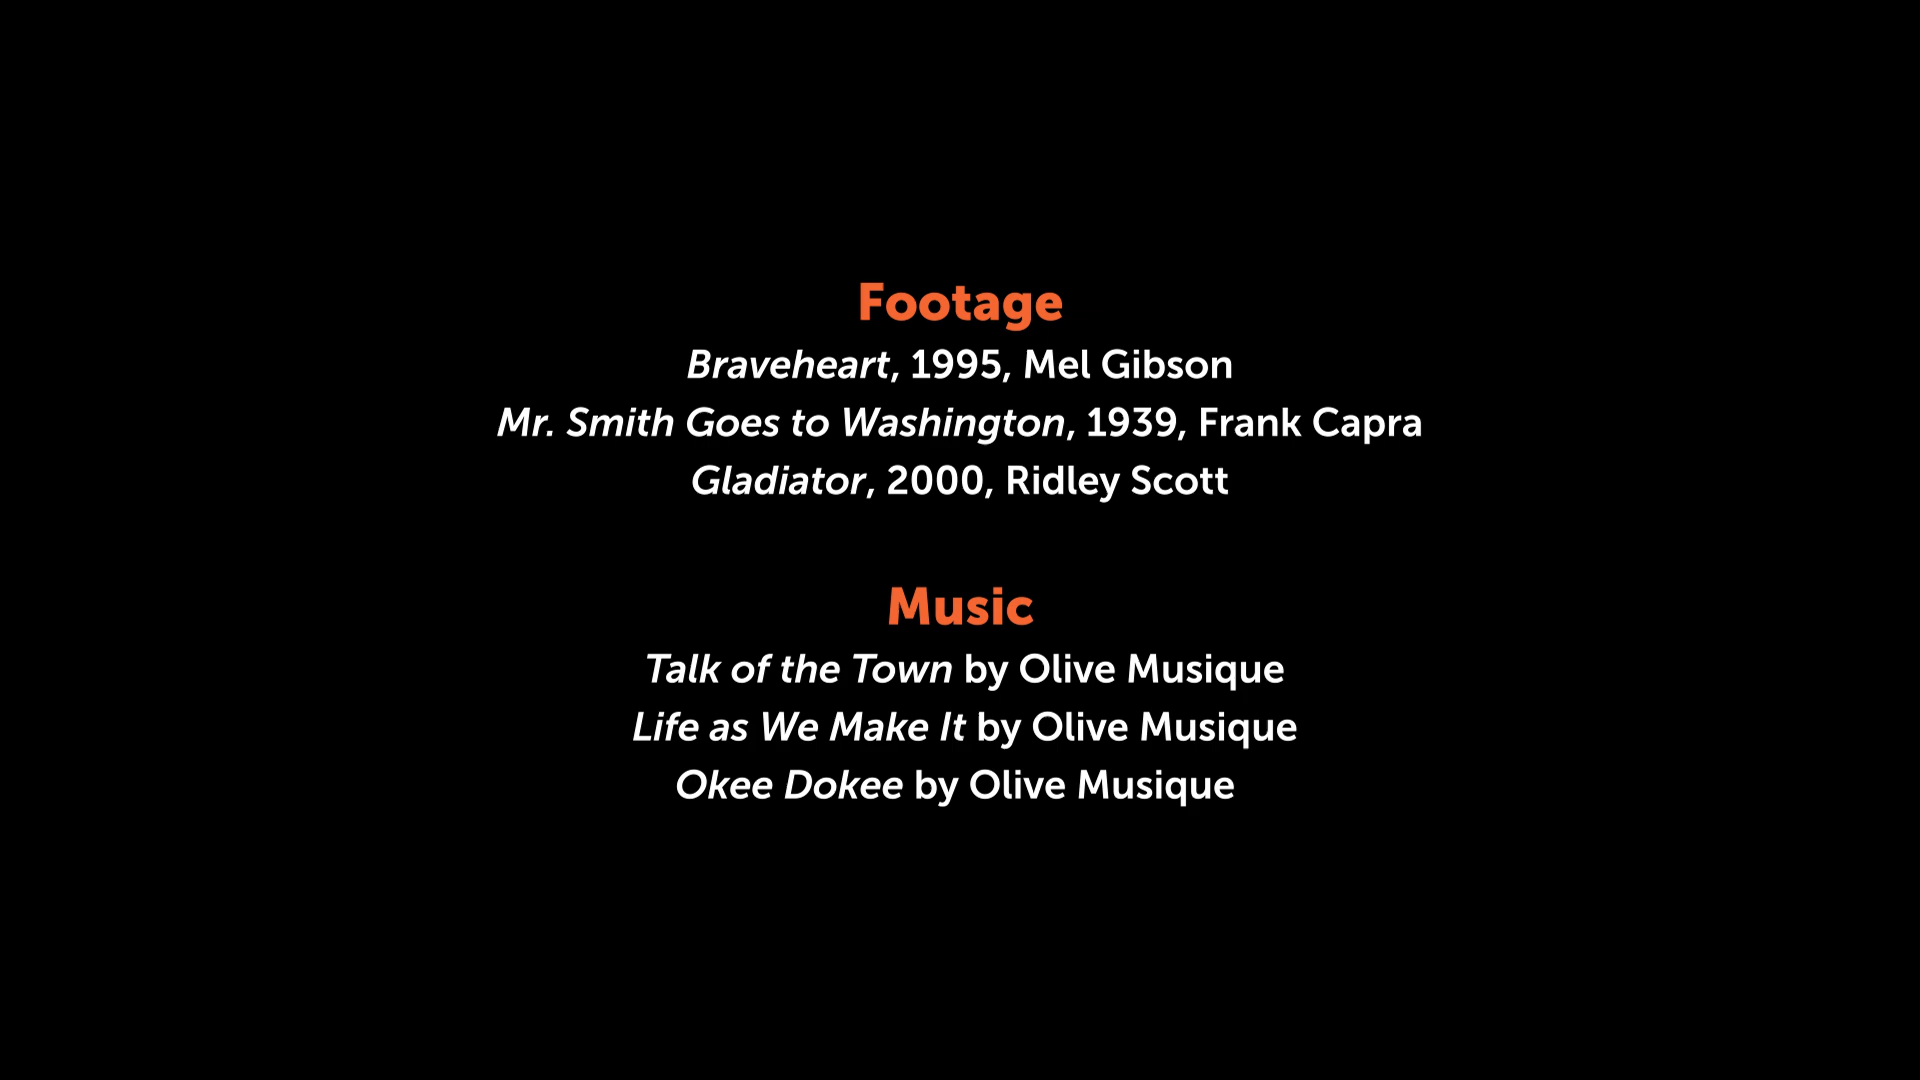 Footage
Braveheart, 1995, Mel Gibson
Mr. Smith Goes to Washington, 1939, Frank Capra
Gladiator, 2000, Ridley Scott
Music
Talk of the Town by Olive Musique
Life as We Make It by Olive Musique
Okee Dokee by Olive Musique